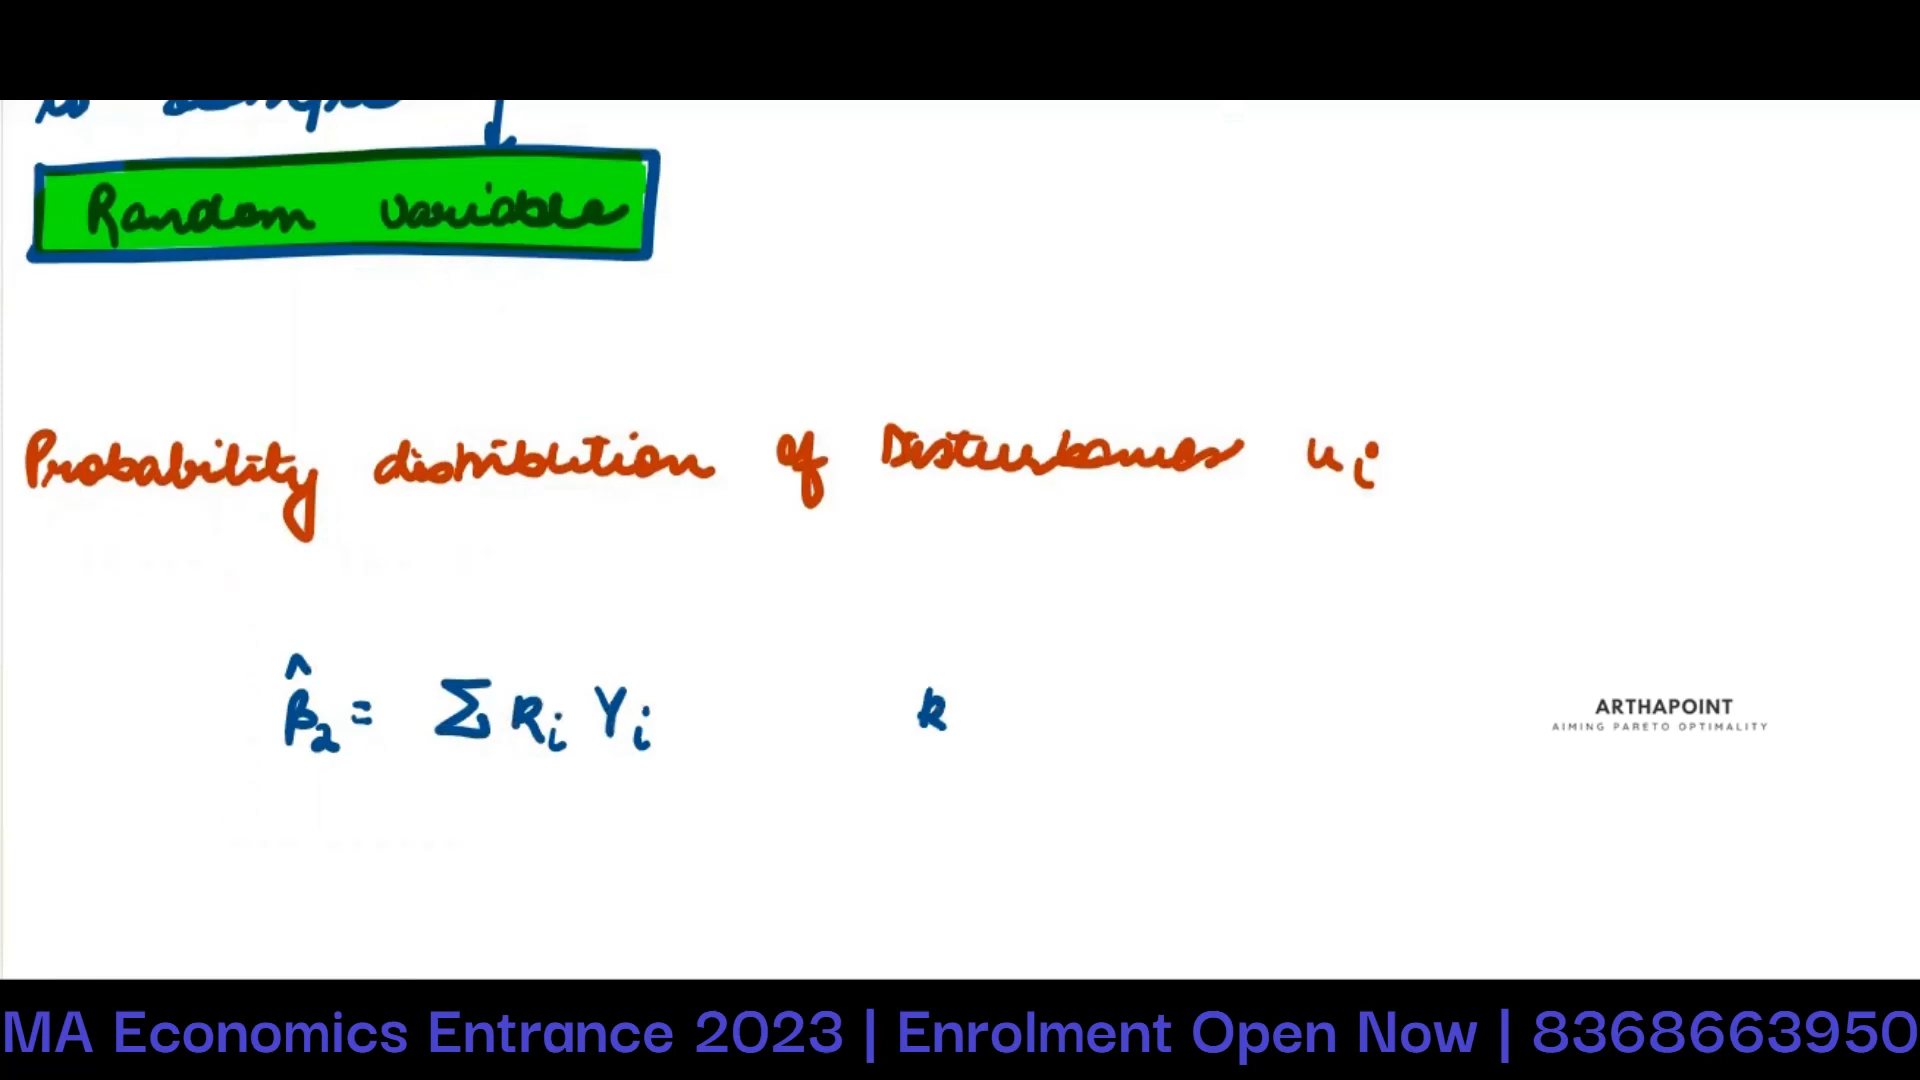 Random variable
Probability distribution of Disturbances u_i
β̂₂ = Σ k_i Y_i k
ARTHAPOINT
AIMING PARETO OPTIMALITY
MA Economics Entrance 2023 | Enrolment Open Now | 8368663950